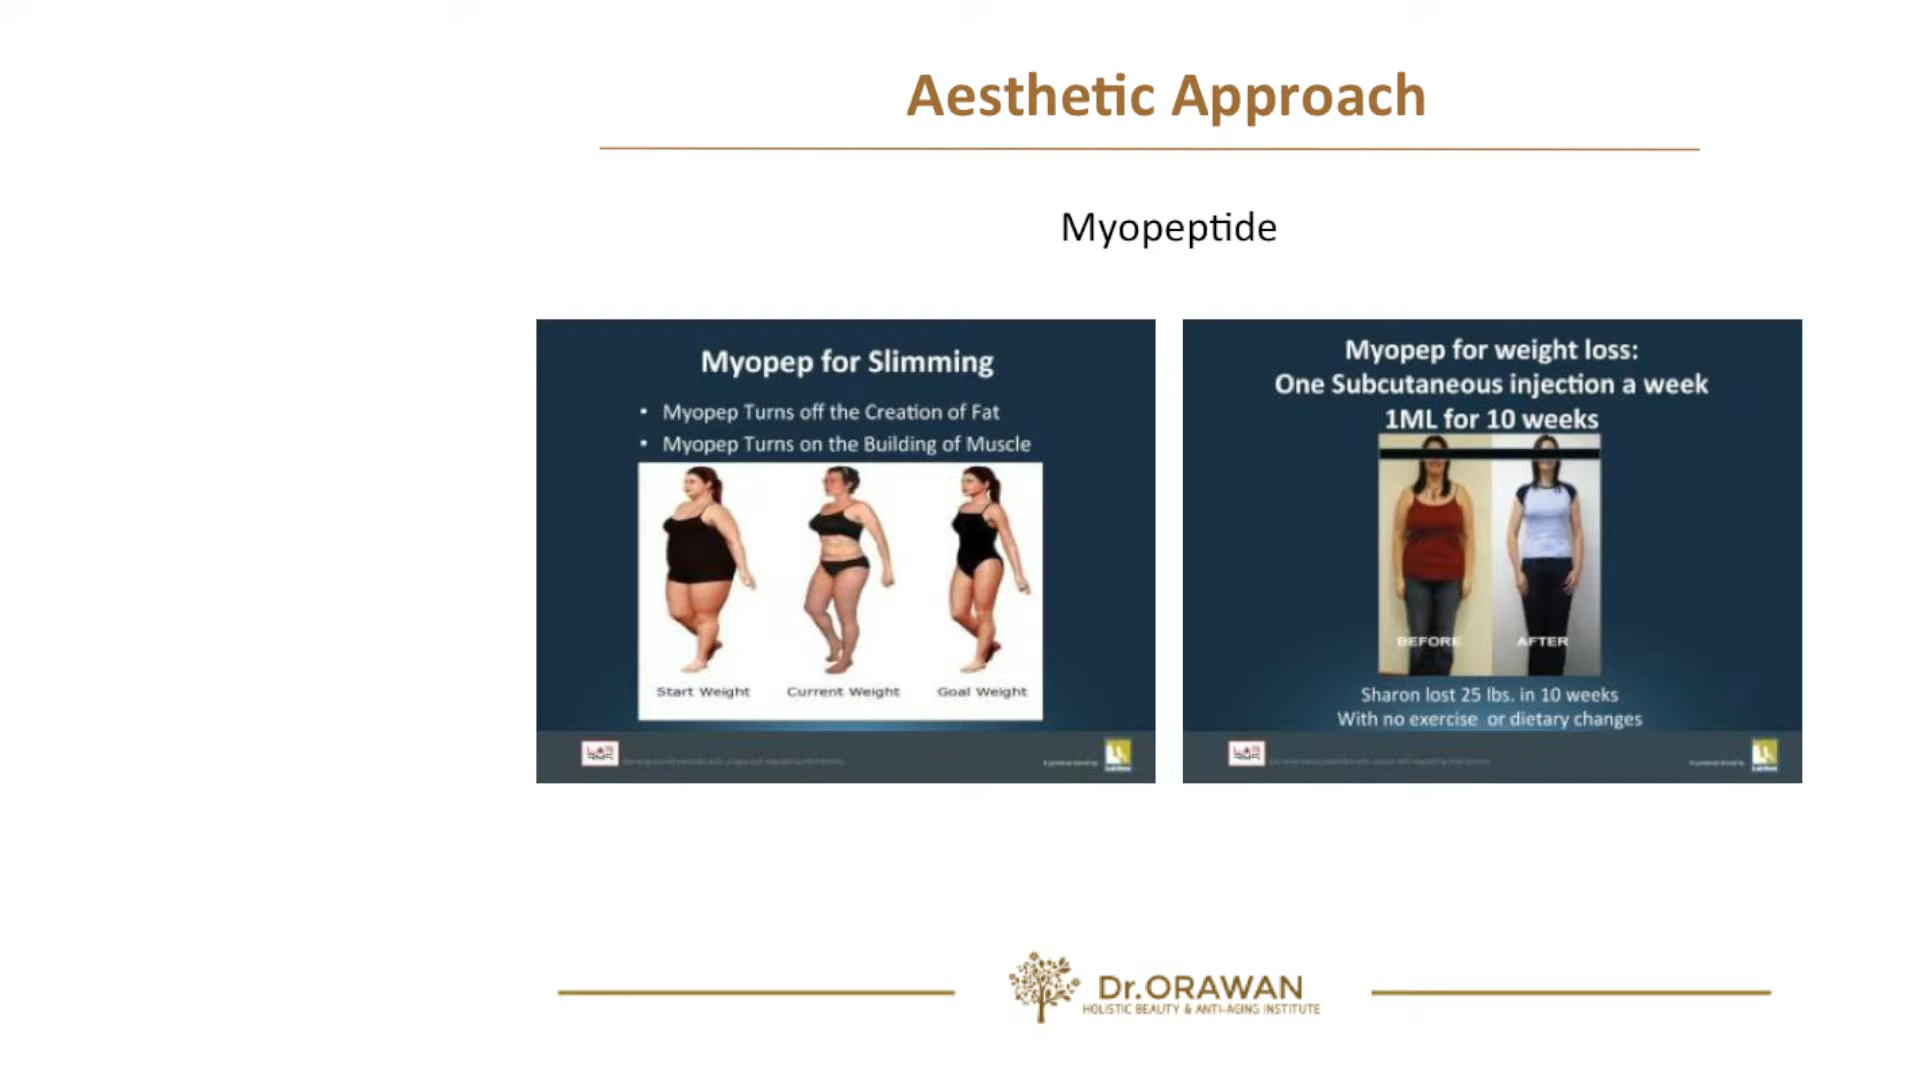 Aesthetic Approach
Myopeptide
Myopep for Slimming
• Myopep Turns off the Creation of Fat
• Myopep Turns on the Building of Muscle
Start Weight
Current Weight
Goal Weight
Myopep for weight loss:
One Subcutaneous injection a week
1ML for 10 weeks
BEFORE
AFTER
Sharon lost 25 lbs. in 10 weeks
With no exercise or dietary changes
Dr.ORAWAN
HOLISTIC BEAUTY & ANTI-AGING INSTITUTE